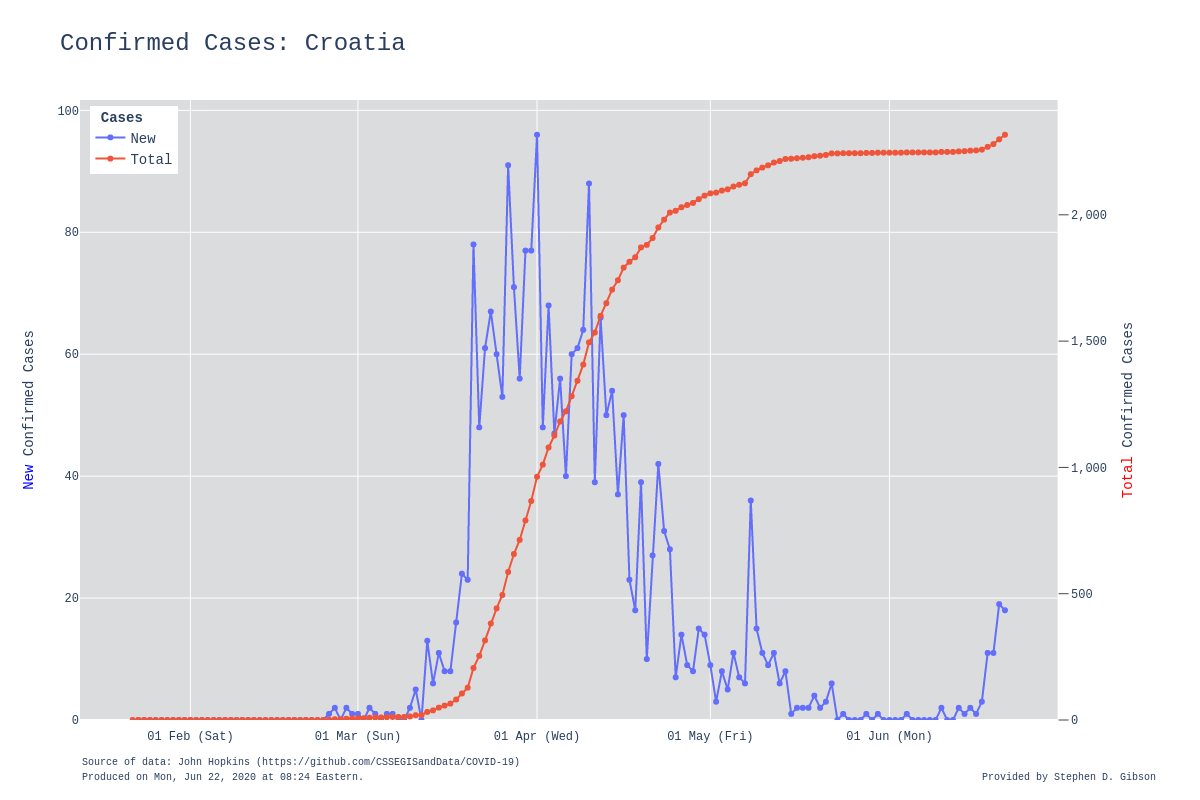 Confirmed Cases: Croatia
Cases
New
Total
100
80
60
40
20
0
2,000
1,500
1,000
500
0
New Confirmed Cases
Total Confirmed Cases
01 Feb (Sat)
01 Mar (Sun)
01 Apr (Wed)
01 May (Fri)
01 Jun (Mon)
Source of data: John Hopkins (https://github.com/CSSEGISandData/COVID-19)
Produced on Mon, Jun 22, 2020 at 08:24 Eastern.
Provided by Stephen D. Gibson